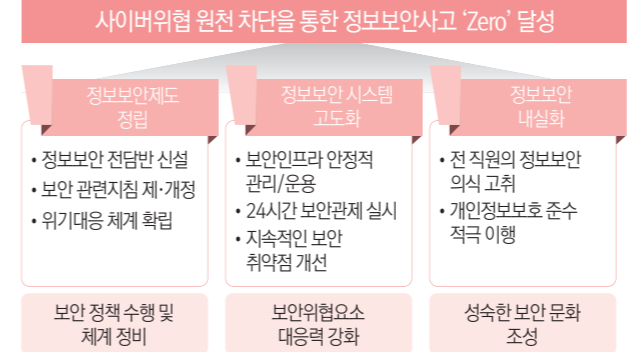 사이버위협 원천 차단을 통한 정보보안사고 ‘Zero’ 달성
정보보안제도
정립
• 정보보안 전담반 신설
• 보안 관련지침 제·개정
• 위기대응 체계 확립
보안 정책 수행 및
체계 정비
정보보안 시스템
고도화
• 보안인프라 안정적
관리/운용
• 24시간 보안관제 실시
• 지속적인 보안
취약점 개선
보안위협요소
대응력 강화
정보보안
내실화
• 전 직원의 정보보안
의식 고취
• 개인정보보호 준수
적극 이행
성숙한 보안 문화
조성